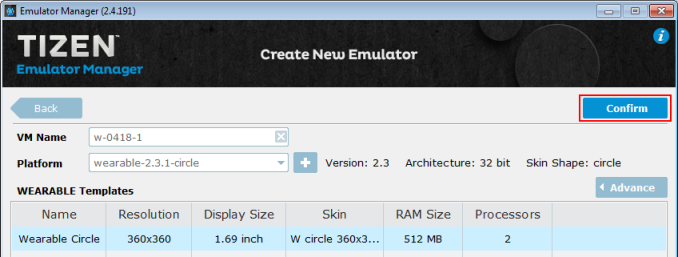 Emulator Manager (2.4.191)
TIZEN™
Emulator Manager
Create New Emulator
i
Back
Confirm
VM Name w-0418-1
Platform wearable-2.3.1-circle + Version: 2.3 Architecture: 32 bit Skin Shape: circle
WEARABLE Templates Advance
Name Resolution Display Size Skin RAM Size Processors
Wearable Circle 360x360 1.69 inch W circle 360x3... 512 MB 2